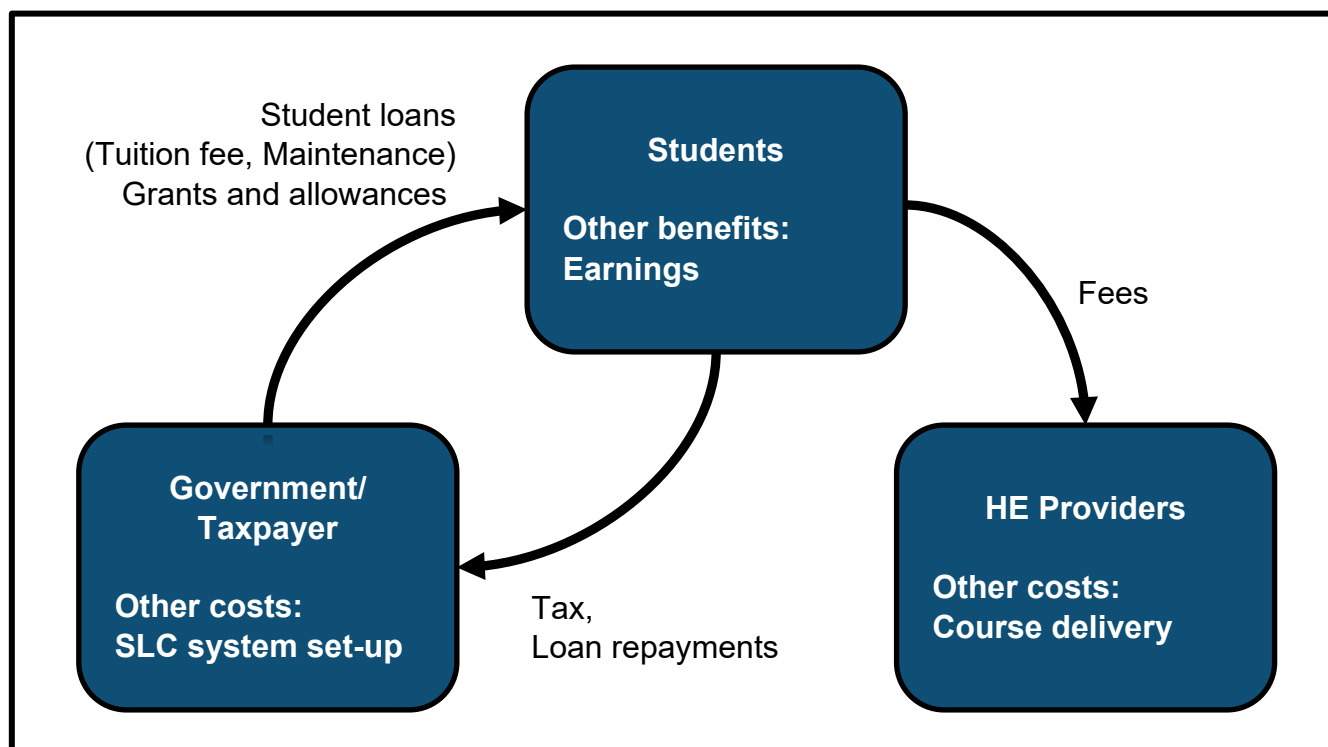 Student loans
(Tuition fee, Maintenance)
Grants and allowances
Students
Other benefits:
Earnings
Fees
Government/
Taxpayer
Other costs:
SLC system set-up
Tax,
Loan repayments
HE Providers
Other costs:
Course delivery